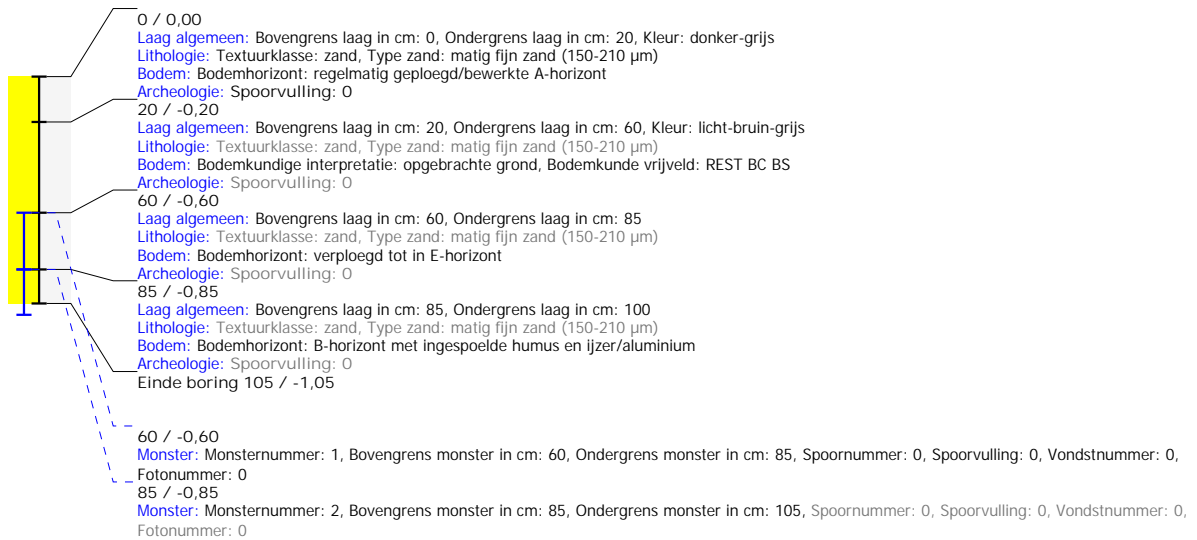 0 / 0,00
Laag algemeen: Bovengrens laag in cm: 0, Ondergrens laag in cm: 20, Kleur: donker-grijs
Lithologie: Textuurklasse: zand, Type zand: matig fijn zand (150-210 µm)
Bodem: Bodemhorizont: regelmatig geploegd/bewerkte A-horizont
Archeologie: Spoorvulling: 0
20 / -0,20
Laag algemeen: Bovengrens laag in cm: 20, Ondergrens laag in cm: 60, Kleur: licht-bruin-grijs
Lithologie: Textuurklasse: zand, Type zand: matig fijn zand (150-210 µm)
Bodem: Bodemkundige interpretatie: opgebrachte grond, Bodemkunde vrijveld: REST BC BS
Archeologie: Spoorvulling: 0
60 / -0,60
Laag algemeen: Bovengrens laag in cm: 60, Ondergrens laag in cm: 85
Lithologie: Textuurklasse: zand, Type zand: matig fijn zand (150-210 µm)
Bodem: Bodemhorizont: verploegd tot in E-horizont
Archeologie: Spoorvulling: 0
85 / -0,85
Laag algemeen: Bovengrens laag in cm: 85, Ondergrens laag in cm: 100
Lithologie: Textuurklasse: zand, Type zand: matig fijn zand (150-210 µm)
Bodem: Bodemhorizont: B-horizont met ingespoelde humus en ijzer/aluminium
Archeologie: Spoorvulling: 0
Einde boring 105 / -1,05
60 / -0,60
Monster: Monsternummer: 1, Bovengrens monster in cm: 60, Ondergrens monster in cm: 85, Spoornummer: 0, Spoorvulling: 0, Vondstnummer: 0,
Fotonummer: 0
85 / -0,85
Monster: Monsternummer: 2, Bovengrens monster in cm: 85, Ondergrens monster in cm: 105, Spoornummer: 0, Spoorvulling: 0, Vondstnummer: 0,
Fotonummer: 0